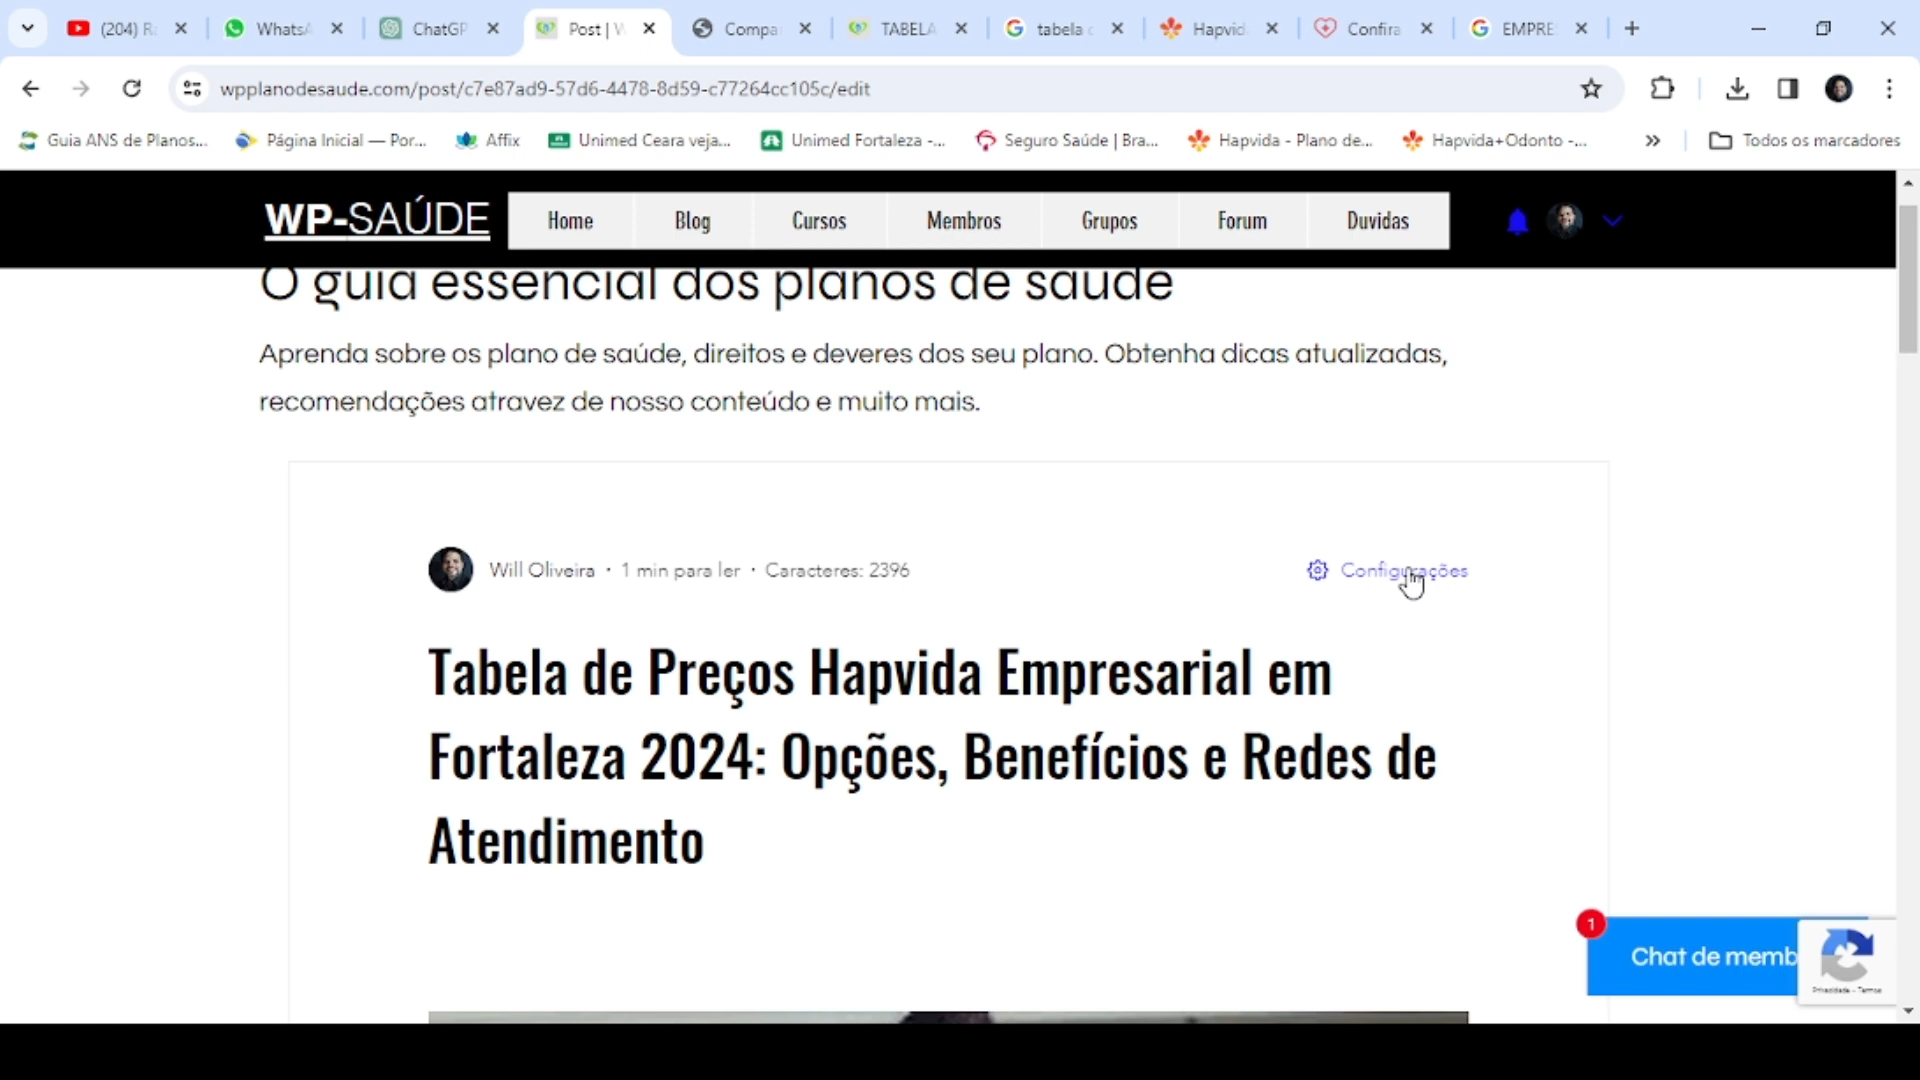 (204) R
WhatsA
ChatGP
Post | W
Compa
TABELA
tabela
Hapvid
Confira
EMPRE
wpplanodesaude.com/post/c7e87ad9-57d6-4478-8d59-c77264cc105c/edit
Guia ANS de Planos...
Página Inicial — Por...
Affix
Unimed Ceara veja...
Unimed Fortaleza -...
Seguro Saúde | Bra...
Hapvida - Plano de...
Hapvida+Odonto -...
»
Todos os marcadores
WP-SAÚDE
Home
Blog
Cursos
Membros
Grupos
Forum
Duvidas
O guia essencial dos planos de saúde
Aprenda sobre os plano de saúde, direitos e deveres dos seu plano. Obtenha dicas atualizadas,
recomendações atravez de nosso conteúdo e muito mais.
Will Oliveira · 1 min para ler · Caracteres: 2396
Configurações
Tabela de Preços Hapvida Empresarial em
Fortaleza 2024: Opções, Benefícios e Redes de
Atendimento
1
Chat de memb
Privacidade - Termos